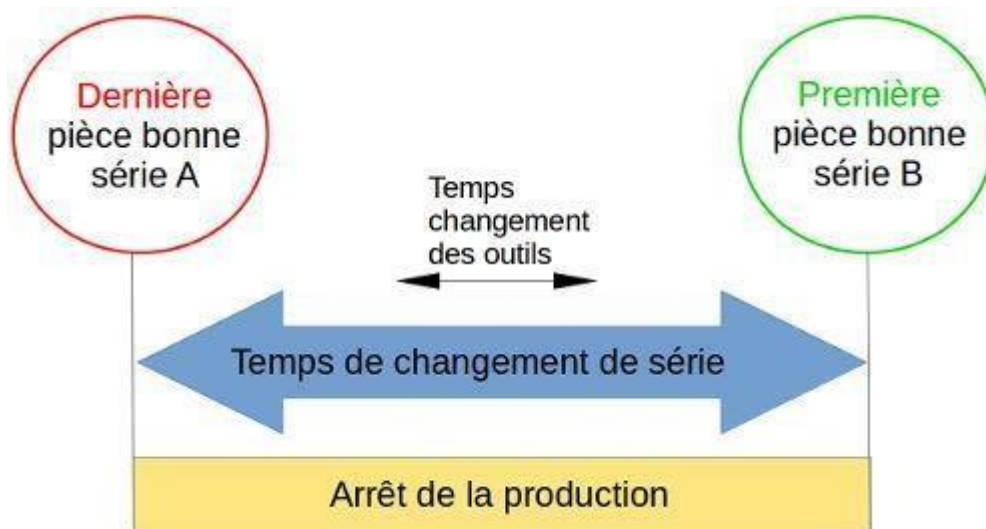 Dernière
pièce bonne
série A
Première
pièce bonne
série B
Temps
changement
des outils
Temps de changement de série
Arrêt de la production